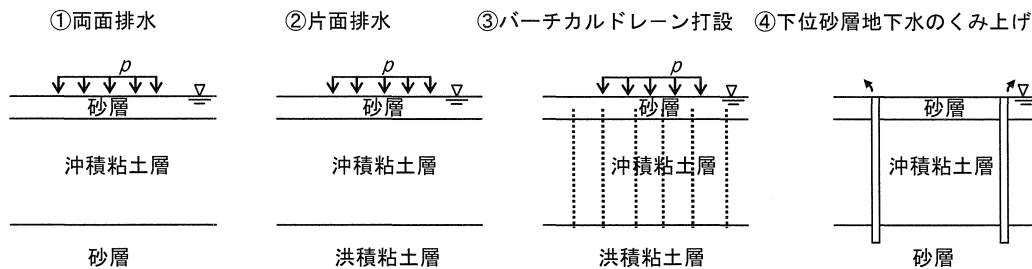 ①両面排水 ②片面排水 ③バーチカルドレーン打設 ④下位砂層地下水のくみ上げ
p p p
砂層 砂層 砂層 砂層
沖積粘土層 沖積粘土層 沖積粘土層 沖積粘土層
砂層 洪積粘土層 洪積粘土層 砂層